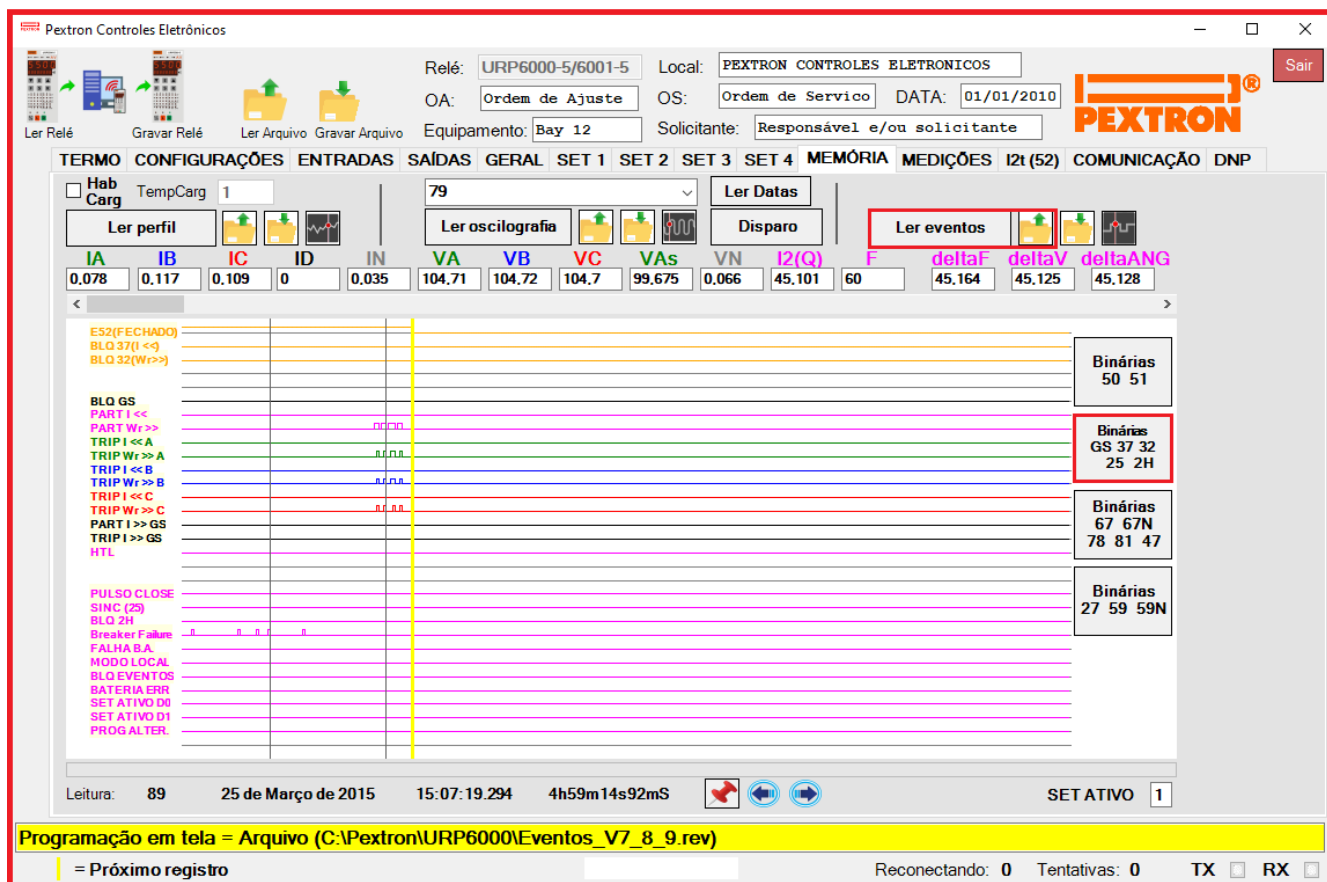 Pextron Controles Eletrônicos
Sair
Relé: URP6000-5/6001-5 Local: PEXTRON CONTROLES ELETRONICOS
OA: Ordem de Ajuste OS: Ordem de Servico DATA: 01/01/2010
Equipamento: Bay 12 Solicitante: Responsável e/ou solicitante
PEXTRON®
Ler Relé Gravar Relé Ler Arquivo Gravar Arquivo
TERMO CONFIGURAÇÕES ENTRADAS SAÍDAS GERAL SET 1 SET 2 SET 3 SET 4 MEMÓRIA MEDIÇÕES I2t (52) COMUNICAÇÃO DNP
Hab Carg TempCarg 1 79 Ler Datas
Ler perfil Ler oscilografia Disparo Ler eventos
IA IB IC ID IN VA VB VC VAs VN I2(Q) F deltaF deltaV deltaANG
0.078 0.117 0.109 0 0.035 104.71 104.72 104.7 99.675 0.066 45.101 60 45.164 45.125 45.128
E52(FECHADO)
BLQ 37(I <<)
BLQ 32(Wr>>)
BLQ GS
PART I <<
PART Wr >>
TRIP I << A
TRIP Wr >> A
TRIP I << B
TRIP Wr >> B
TRIP I << C
TRIP Wr >> C
PART I >> GS
TRIP I >> GS
HTL
PULSO CLOSE
SINC (25)
BLQ 2H
Breaker Failure
FALHA B.A.
MODO LOCAL
BLQ EVENTOS
BATERIA ERR
SET ATIVO D0
SET ATIVO D1
PROG ALTER.
Binárias
50 51
Binárias
GS 37 32
25 2H
Binárias
67 67N
78 81 47
Binárias
27 59 59N
Leitura: 89 25 de Março de 2015 15:07:19.294 4h59m14s92mS SET ATIVO 1
Programação em tela = Arquivo (C:\Pextron\URP6000\Eventos_V7_8_9.rev)
= Próximo registro Reconectando: 0 Tentativas: 0 TX RX